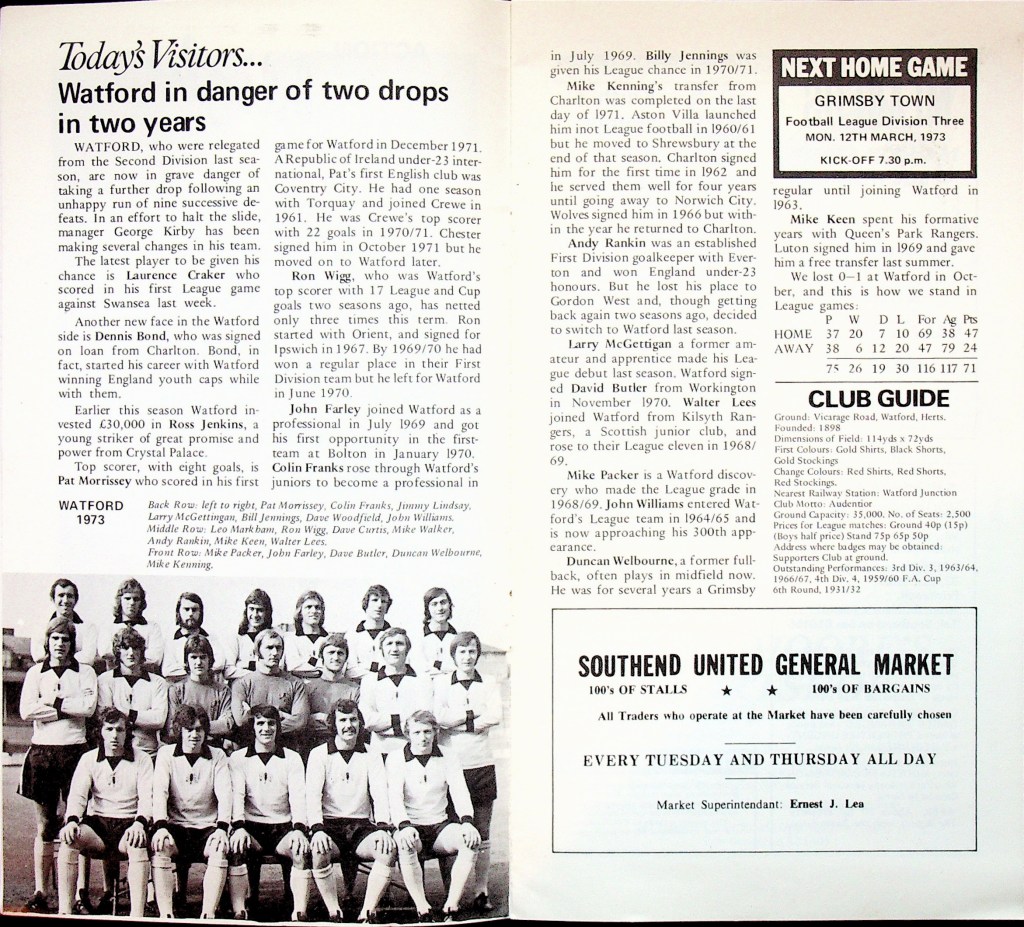 Today's Visitors...
Watford in danger of two drops
in two years
WATFORD, who were relegated
from the Second Division last sea-
son, are now in grave danger of
taking a further drop following an
unhappy run of nine successive de-
feats. In an effort to halt the slide,
manager George Kirby has been
making several changes in his team.
The latest player to be given his
chance is Laurence Craker who
scored in his first League game
against Swansea last week.
Another new face in the Watford
side is Dennis Bond, who was signed
on loan from Charlton. Bond, in
fact, started his career with Watford
winning England youth caps while
with them.
Earlier this season Watford in-
vested £30,000 in Ross Jenkins, a
young striker of great promise and
power from Crystal Palace.
Top scorer, with eight goals, is
Pat Morrissey who scored in his first
game for Watford in December 1971.
A Republic of Ireland under-23 inter-
national, Pat's first English club was
Coventry City. He had one season
with Torquay and joined Crewe in
1961. He was Crewe's top scorer
with 22 goals in 1970/71. Chester
signed him in October 1971 but he
moved on to Watford later.
Ron Wigg, who was Watford's
top scorer with 17 League and Cup
goals two seasons ago, has netted
only three times this term. Ron
started with Orient, and signed for
Ipswich in 1967. By 1969/70 he had
won a regular place in their First
Division team but he left for Watford
in June 1970.
John Farley joined Watford as a
professional in July 1969 and got
his first opportunity in the first-
team at Bolton in January 1970.
Colin Franks rose through Watford's
juniors to become a professional in
WATFORD
1973
Back Row: left to right, Pat Morrissey, Colin Franks, Jimmy Lindsay,
Larry McGettingan, Bill Jennings, Dave Woodfield, John Williams.
Middle Row: Leo Markham, Ron Wigg, Dave Curtis, Mike Walker,
Andy Rankin, Mike Keen, Walter Lees.
Front Row: Mike Packer, John Farley, Dave Butler, Duncan Welbourne,
Mike Kenning.
in July 1969. Billy Jennings was
given his League chance in 1970/71.
Mike Kenning's transfer from
Charlton was completed on the last
day of 1971. Aston Villa launched
him inot League football in 1960/61
but he moved to Shrewsbury at the
end of that season. Charlton signed
him for the first time in 1962 and
he served them well for four years
until going away to Norwich City.
Wolves signed him in 1966 but with-
in the year he returned to Charlton.
Andy Rankin was an established
First Division goalkeeper with Ever-
ton and won England under-23
honours. But he lost his place to
Gordon West and, though getting
back again two seasons ago, decided
to switch to Watford last season.
Larry McGettigan a former am-
ateur and apprentice made his Lea-
gue debut last season. Watford sign-
ed David Butler from Workington
in November 1970. Walter Lees
joined Watford from Kilsyth Ran-
gers, a Scottish junior club, and
rose to their League eleven in 1968/
69.
Mike Packer is a Watford discov-
ery who made the League grade in
1968/69. John Williams entered Wat-
ford's League team in 1964/65 and
is now approaching his 300th app-
earance.
Duncan Welbourne, a former full-
back, often plays in midfield now.
He was for several years a Grimsby
NEXT HOME GAME
GRIMSBY TOWN
Football League Division Three
MON. 12TH MARCH, 1973
KICK-OFF 7.30 p.m.
regular until joining Watford in
1963.
Mike Keen spent his formative
years with Queen's Park Rangers.
Luton signed him in 1969 and gave
him a free transfer last summer.
We lost 0—1 at Watford in Oct-
ber, and this is how we stand in
League games:
P W D L For Ag Pts
HOME 37 20 7 10 69 38 47
AWAY 38 6 12 20 47 79 24
75 26 19 30 116 117 71
CLUB GUIDE
Ground: Vicarage Road, Watford, Herts.
Founded: 1898
Dimensions of Field: 114yds x 72yds
First Colours: Gold Shirts, Black Shorts,
Gold Stockings
Change Colours: Red Shirts, Red Shorts,
Red Stockings.
Nearest Railway Station: Watford Junction
Club Motto: Audentior
Ground Capacity: 35,000, No. of Seats: 2,500
Prices for League matches: Ground 40p (15p)
(Boys half price) Stand 75p 65p 50p
Address where badges may be obtained:
Supporters Club at ground.
Outstanding Performances: 3rd Div. 3, 1963/64,
1966/67, 4th Div. 4, 1959/60 F.A. Cup
6th Round, 1931/32
SOUTHEND UNITED GENERAL MARKET
100's OF STALLS ★ ★ 100's OF BARGAINS
All Traders who operate at the Market have been carefully chosen
EVERY TUESDAY AND THURSDAY ALL DAY
Market Superintendant: Ernest J. Lea